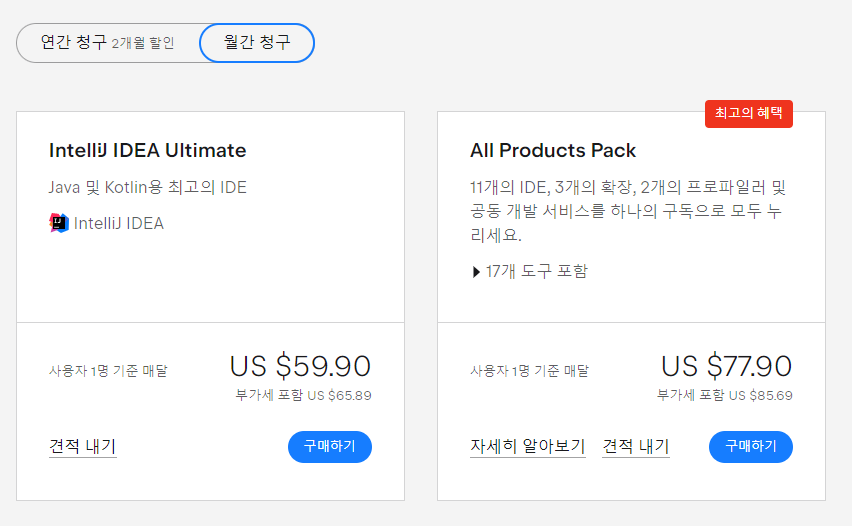 연간 청구 2개월 할인 월간 청구
최고의 혜택
IntelliJ IDEA Ultimate
Java 및 Kotlin용 최고의 IDE
IntelliJ IDEA
사용자 1명 기준 매달 US $59.90
부가세 포함 US $65.89
견적 내기 구매하기
All Products Pack
11개의 IDE, 3개의 확장, 2개의 프로파일러 및
공동 개발 서비스를 하나의 구독으로 모두 누
리세요.
17개 도구 포함
사용자 1명 기준 매달 US $77.90
부가세 포함 US $85.69
자세히 알아보기 견적 내기 구매하기